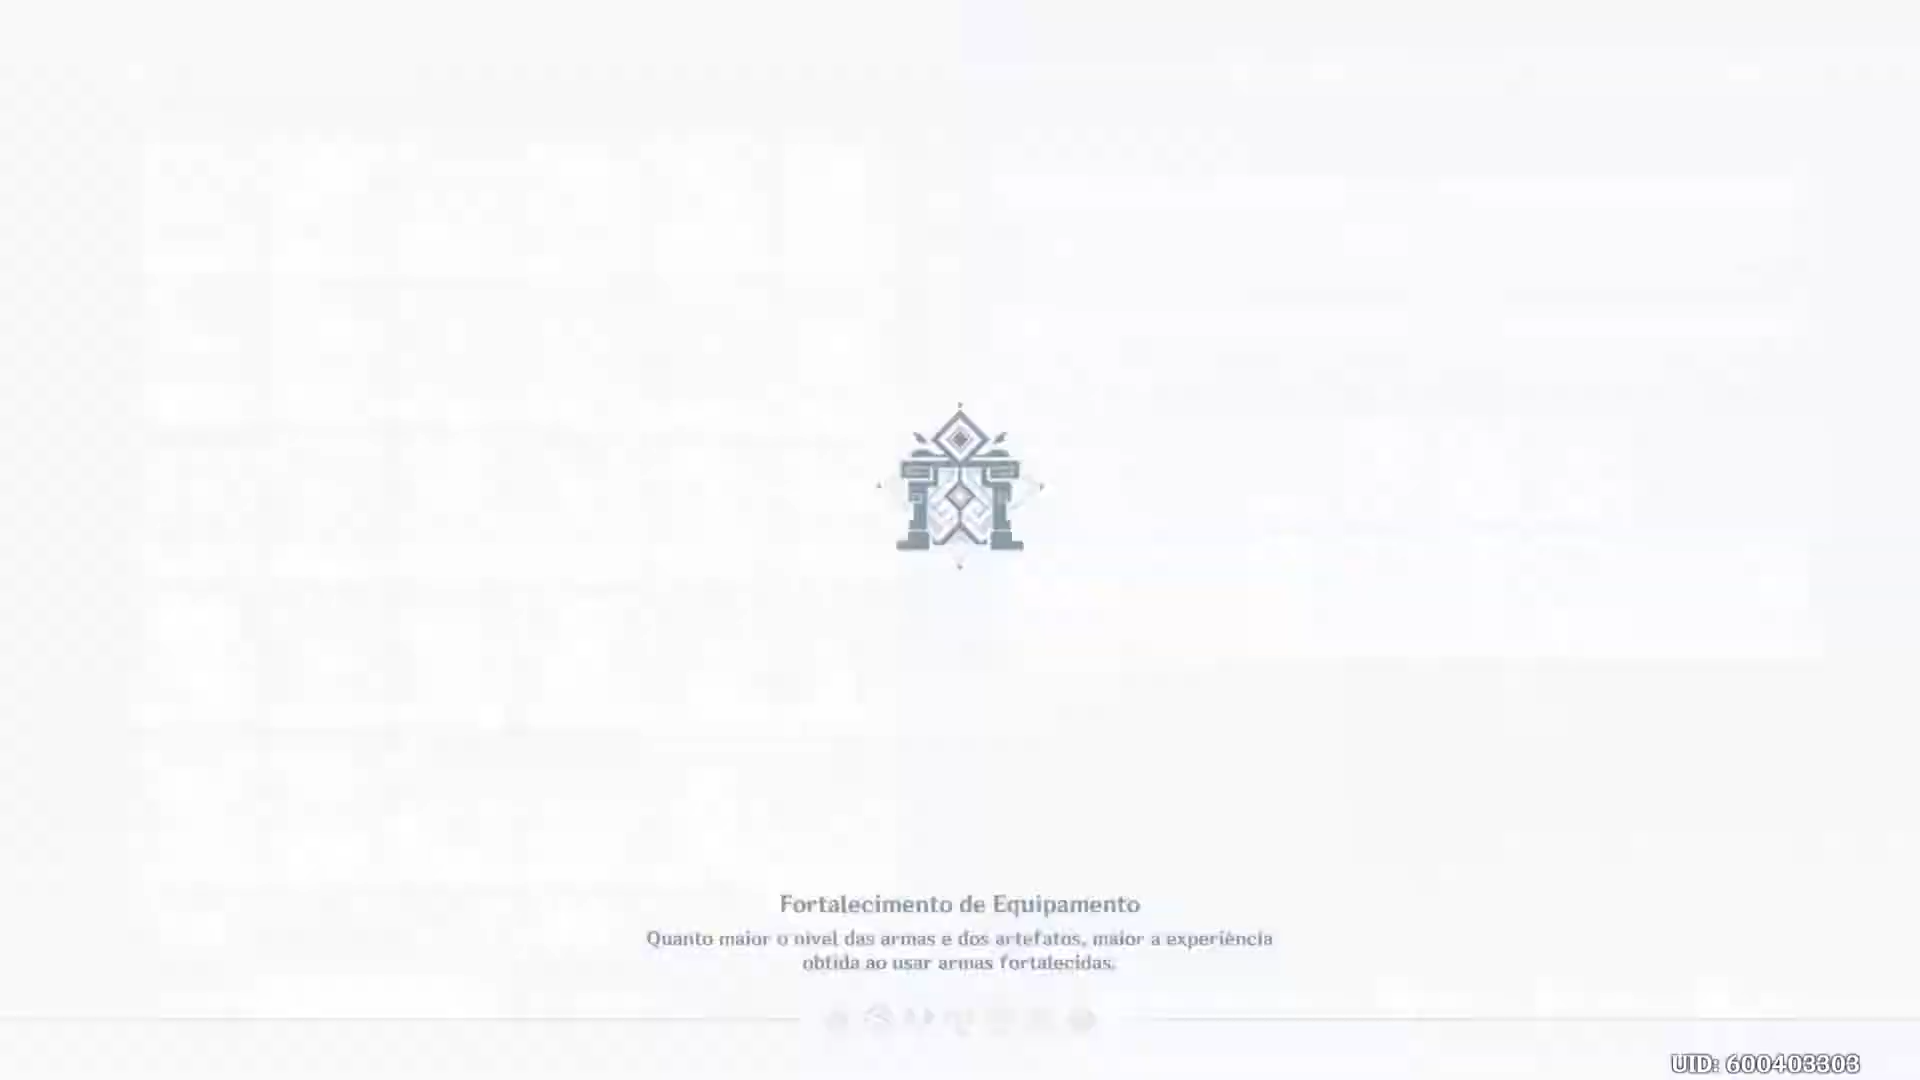 Fortalecimento de Equipamento
Quanto maior o nível das armas e dos artefatos, maior a experiência
obtida ao usar armas fortalecidas.
UID: 600403303